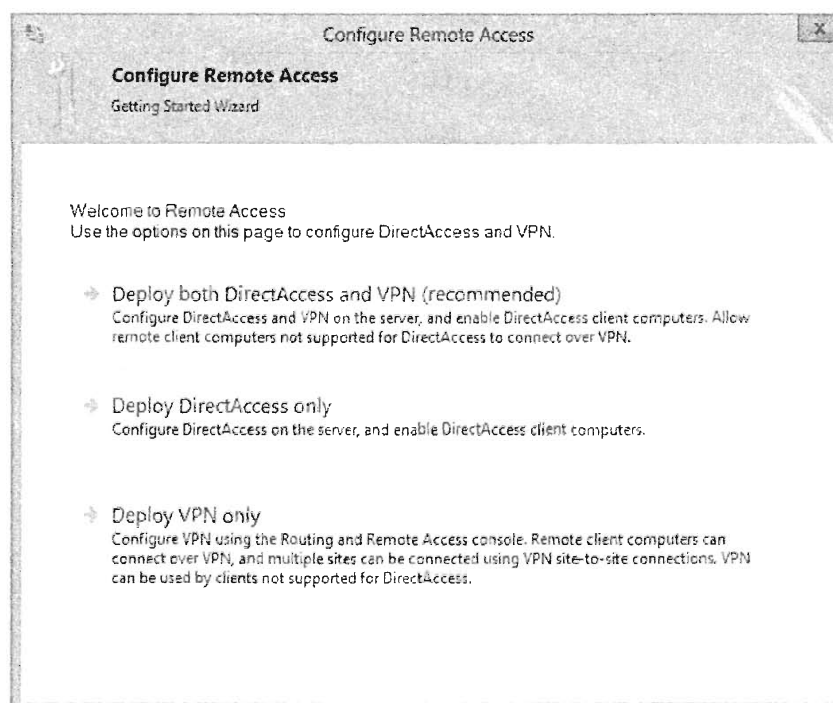 Configure Remote Access
x
Configure Remote Access
Getting Started Wizard
Welcome to Remote Access
Use the options on this page to configure DirectAccess and VPN.
Deploy both DirectAccess and VPN (recommended)
Configure DirectAccess and VPN on the server, and enable DirectAccess client computers. Allow
remote client computers not supported for DirectAccess to connect over VPN.
Deploy DirectAccess only
Configure DirectAccess on the server, and enable DirectAccess client computers.
Deploy VPN only
Configure VPN using the Routing and Remote Access console. Remote client computers can
connect over VPN, and multiple sites can be connected using VPN site-to-site connections. VPN
can be used by clients not supported for DirectAccess.